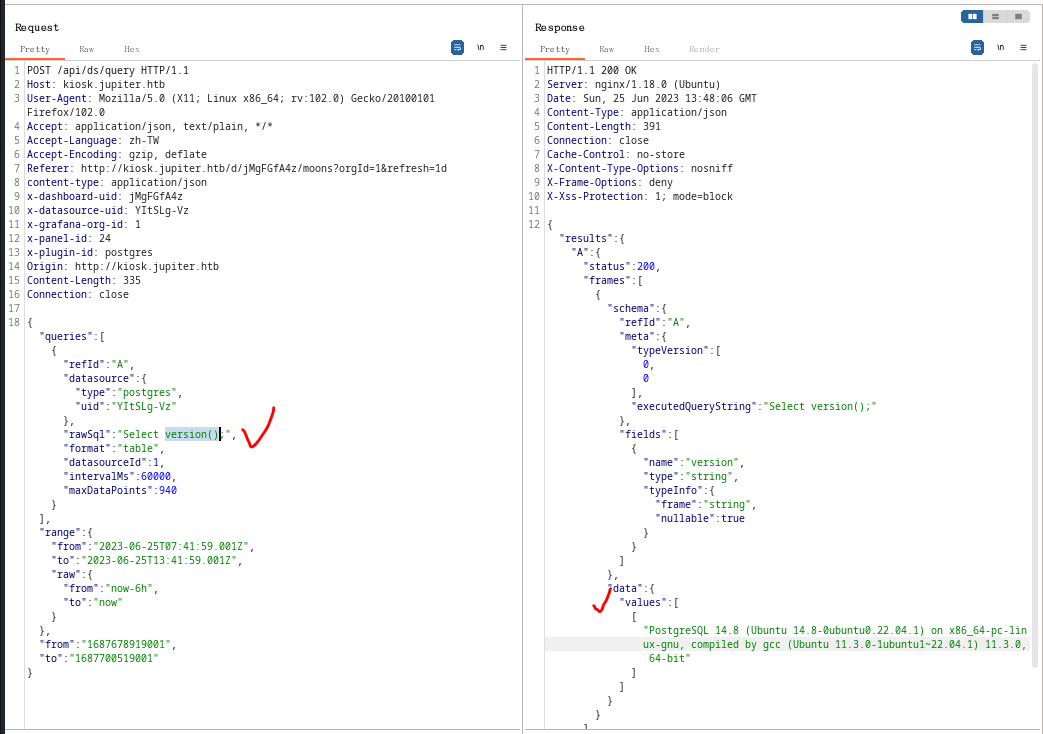 Request
Pretty Raw Hex
\n
1 POST /api/ds/query HTTP/1.1
2 Host: kiosk.jupiter.htb
3 User-Agent: Mozilla/5.0 (X11; Linux x86_64; rv:102.0) Gecko/20100101
Firefox/102.0
4 Accept: application/json, text/plain, */*
5 Accept-Language: zh-TW
6 Accept-Encoding: gzip, deflate
7 Referer: http://kiosk.jupiter.htb/d/jMgFGfA4z/moons?orgId=1&refresh=1d
8 content-type: application/json
9 x-dashboard-uid: jMgFGfA4z
10 x-datasource-uid: YItSLg-Vz
11 x-grafana-org-id: 1
12 x-panel-id: 24
13 x-plugin-id: postgres
14 Origin: http://kiosk.jupiter.htb
15 Content-Length: 335
16 Connection: close
17
18 {
"queries":[
{
"refId":"A",
"datasource":{
"type":"postgres",
"uid":"YItSLg-Vz"
},
"rawSql":"Select version();",
"format":"table",
"datasourceId":1,
"intervalMs":60000,
"maxDataPoints":940
}
],
"range":{
"from":"2023-06-25T07:41:59.001Z",
"to":"2023-06-25T13:41:59.001Z",
"raw":{
"from":"now-6h",
"to":"now"
}
},
"from":"1687678919001",
"to":"1687700519001"
}
Response
Pretty Raw Hex Render
\n
1 HTTP/1.1 200 OK
2 Server: nginx/1.18.0 (Ubuntu)
3 Date: Sun, 25 Jun 2023 13:48:06 GMT
4 Content-Type: application/json
5 Content-Length: 391
6 Connection: close
7 Cache-Control: no-store
8 X-Content-Type-Options: nosniff
9 X-Frame-Options: deny
10 X-Xss-Protection: 1; mode=block
11
12 {
"results":{
"A":{
"status":200,
"frames":[
{
"schema":{
"refId":"A",
"meta":{
"typeVersion":[
0,
0
],
"executedQueryString":"Select version();"
},
"fields":[
{
"name":"version",
"type":"string",
"typeInfo":{
"frame":"string",
"nullable":true
}
}
]
},
"data":{
"values":[
[
"PostgreSQL 14.8 (Ubuntu 14.8-0ubuntu0.22.04.1) on x86_64-pc-lin
ux-gnu, compiled by gcc (Ubuntu 11.3.0-1ubuntu1~22.04.1) 11.3.0,
64-bit"
]
]
}
}
]